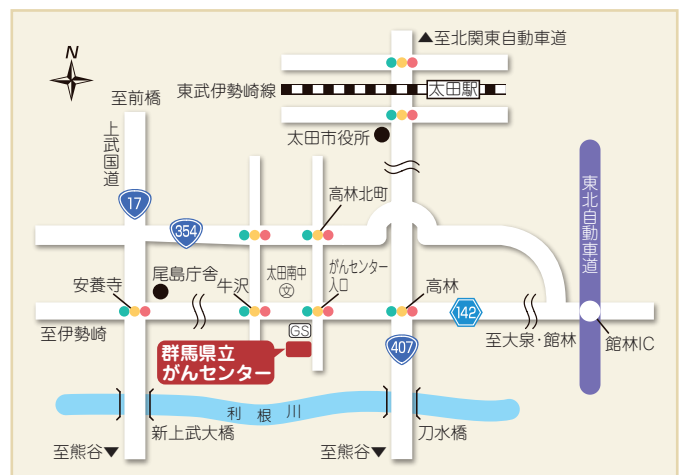 N
▲至北関東自動車道
東武伊勢崎線
太田駅
至前橋
上武国道
太田市役所
17
354
高林北町
東北自動車道
安養寺
尾島庁舎
牛沢
太田南中
文
がんセンター
入口
高林
142
至伊勢崎
GS
407
至大泉・館林
館林IC
群馬県立
がんセンター
利根川
新上武大橋
刀水橋
至熊谷▼
至熊谷▼